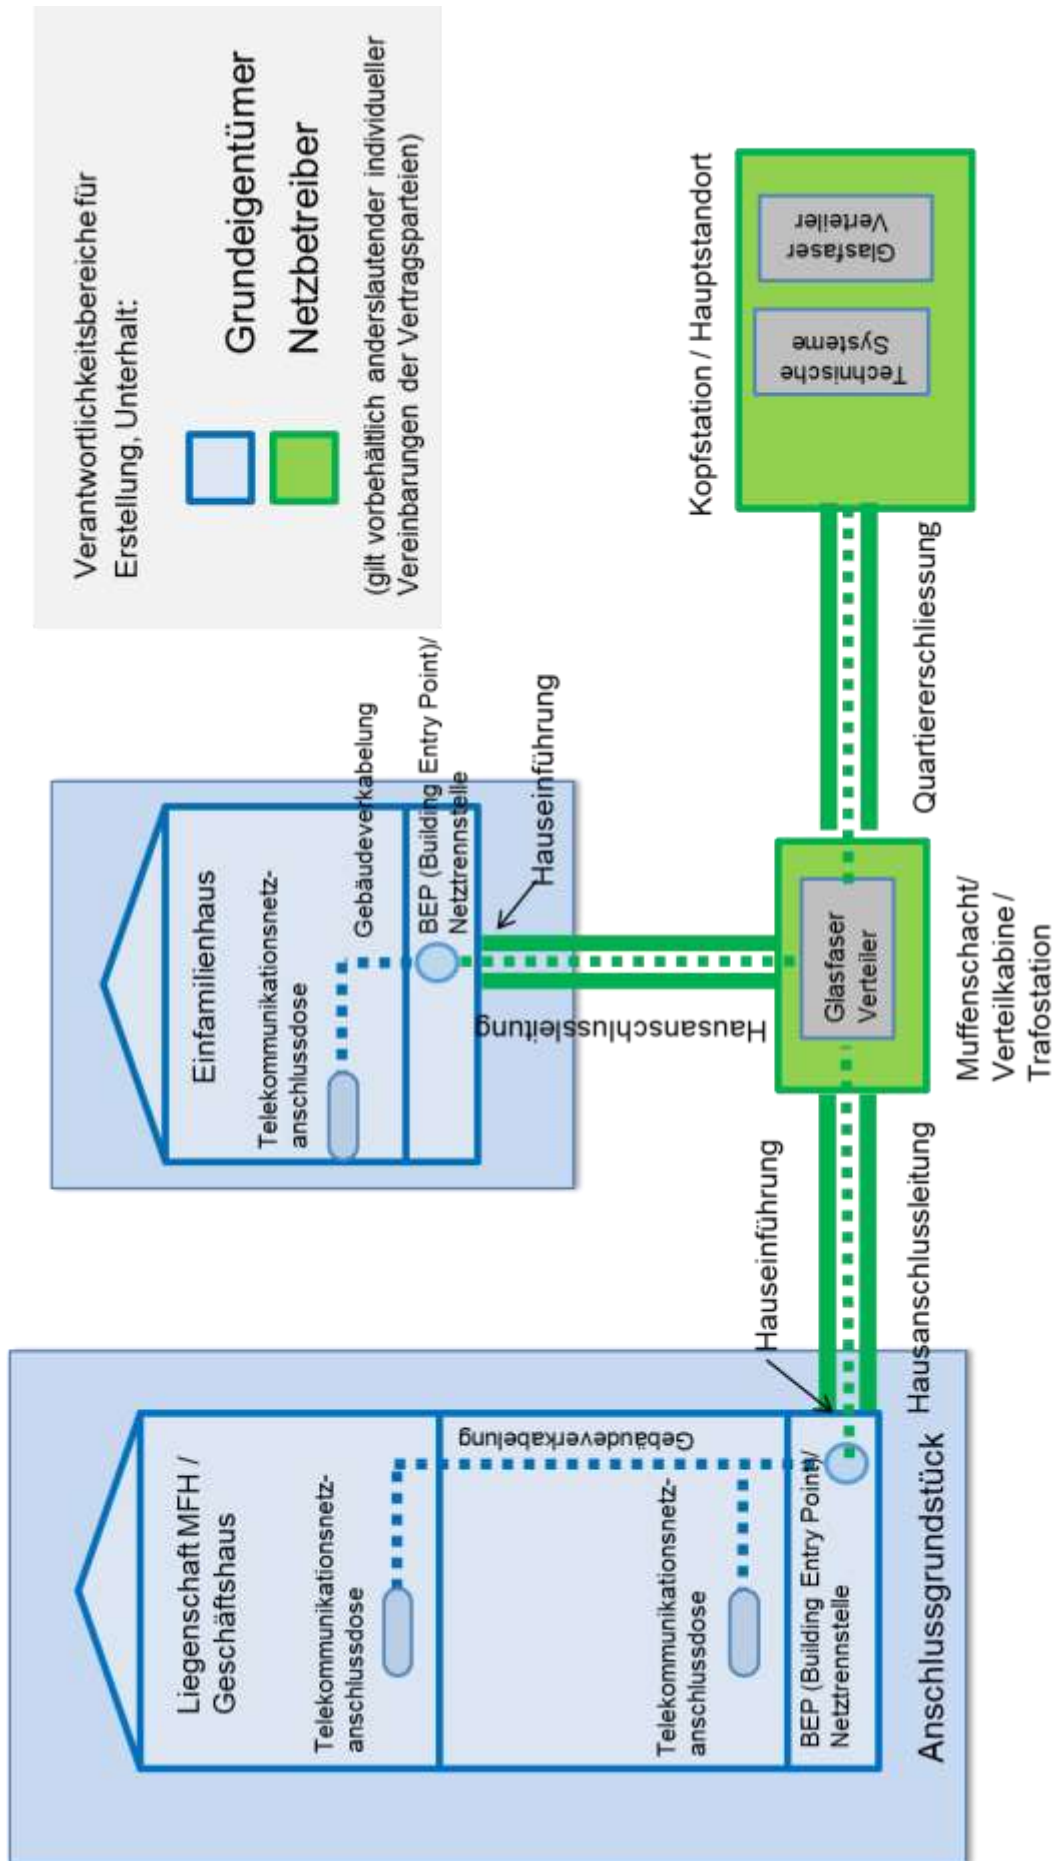 Liegenschaft MFH /
Geschäftshaus
Telekommunikationsnetz-
anschlussdose
Gebäudeverkabelung
Telekommunikationsnetz-
anschlussdose
BEP (Building Entry Point)/
Netztrennstelle
Anschlussgrundstück
Hauseinführung
Hausanschlussleitung
Einfamilienhaus
Telekommunikationsnetz-
anschlussdose
Gebäudeverkabelung
BEP (Building Entry Point)/
Netztrennstelle
Hauseinführung
Hausanschlussleitung
Glasfaser
Verteiler
Muffenschacht/
Verteilkabine /
Trafostation
Quartiererschliessung
Kopfstation / Hauptstandort
Technische
Systeme
Glasfaser
Verteiler
Verantwortlichkeitsbereiche für
Erstellung, Unterhalt:
Grundeigentümer
Netzbetreiber
(gilt vorbehältlich anderslautender individueller
Vereinbarungen der Vertragsparteien)